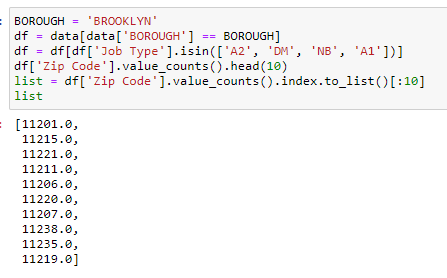 BOROUGH = 'BROOKLYN'
df = data[data['BOROUGH'] == BOROUGH]
df = df[df['Job Type'].isin(['A2', 'DM', 'NB', 'A1'])]
df['Zip Code'].value_counts().head(10)
list = df['Zip Code'].value_counts().index.to_list()[:10]
list
[11201.0,
11215.0,
11221.0,
11211.0,
11206.0,
11220.0,
11207.0,
11238.0,
11235.0,
11219.0]